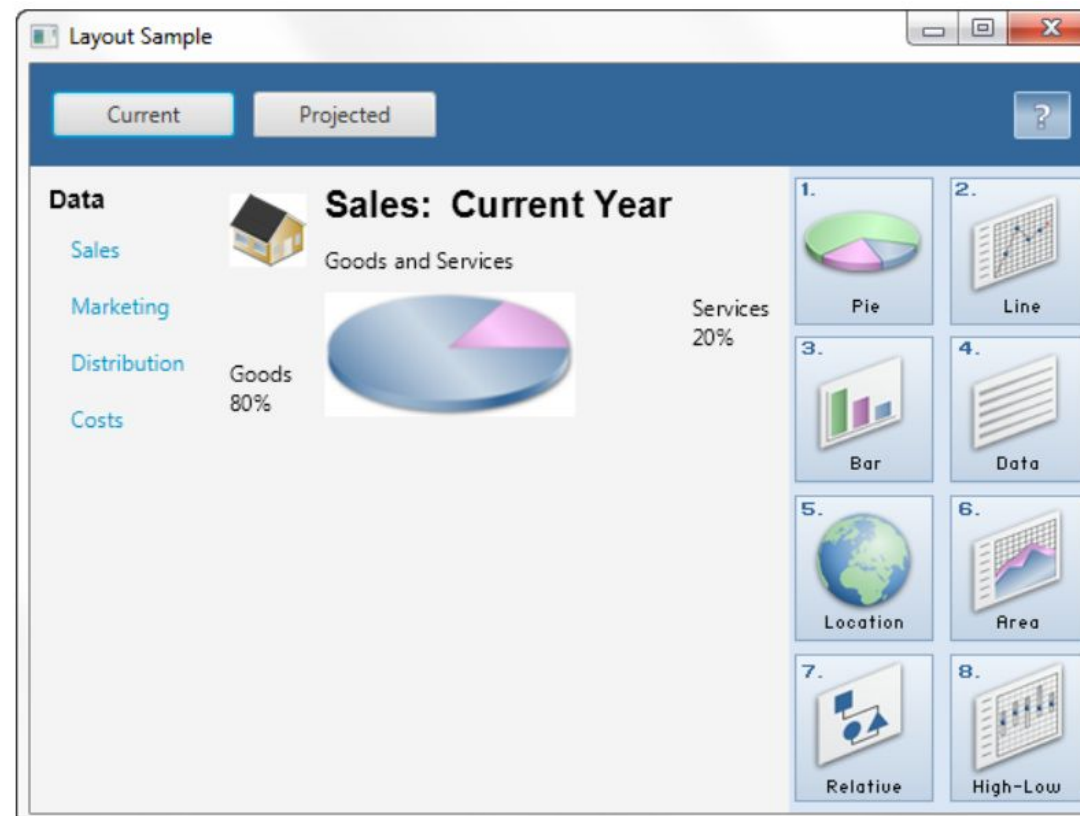 Layout Sample
Current
Projected
?
Data
Sales
Marketing
Distribution
Costs
Sales: Current Year
Goods and Services
Goods
80%
Services
20%
1.
Pie
2.
Line
3.
Bar
4.
Data
5.
Location
6.
Area
7.
Relative
8.
High-Low